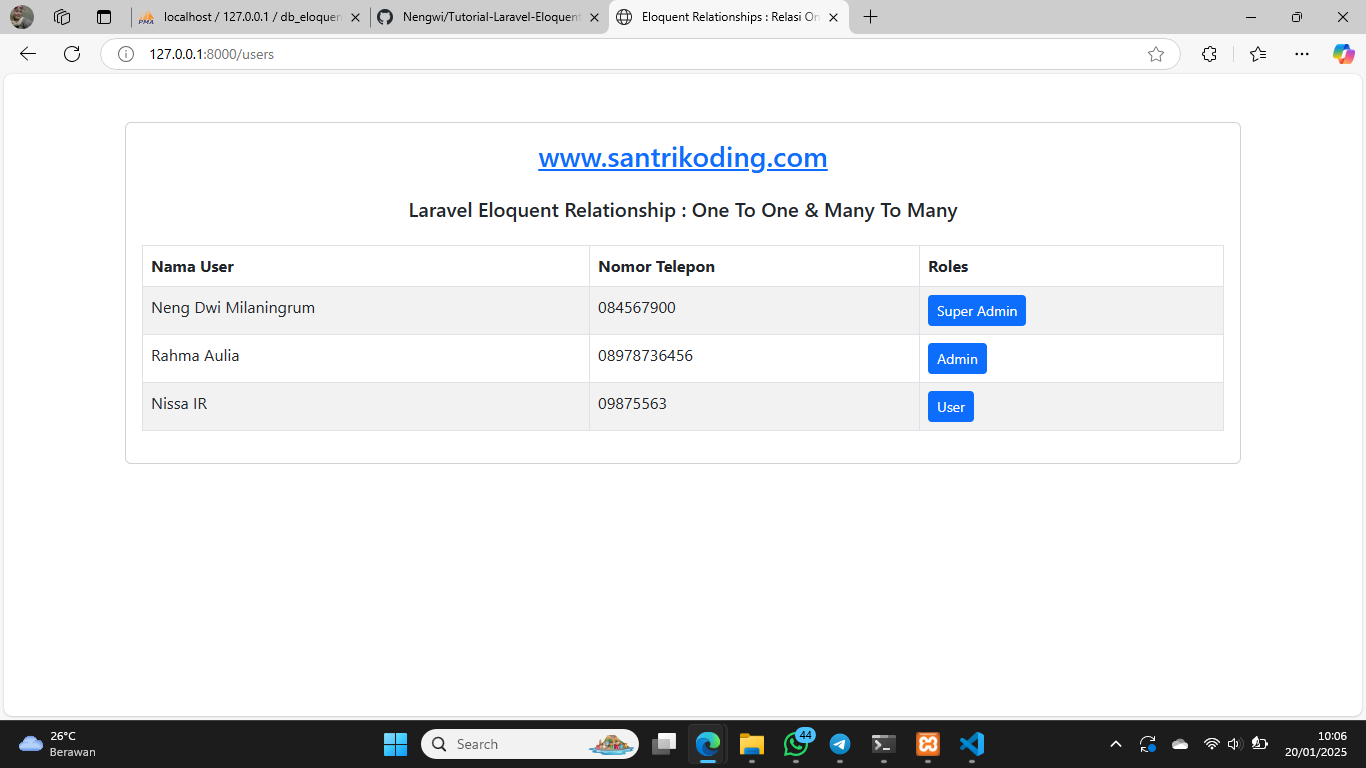 localhost / 127.0.0.1 / db_eloquen
Nengwi/Tutorial-Laravel-Eloquent
Eloquent Relationships : Relasi On
127.0.0.1:8000/users
www.santrikoding.com
Laravel Eloquent Relationship : One To One & Many To Many
Nama User Nomor Telepon Roles
Neng Dwi Milaningrum 084567900 Super Admin
Rahma Aulia 08978736456 Admin
Nissa IR 09875563 User
26°C
Berawan
Search
44
10:06
20/01/2025